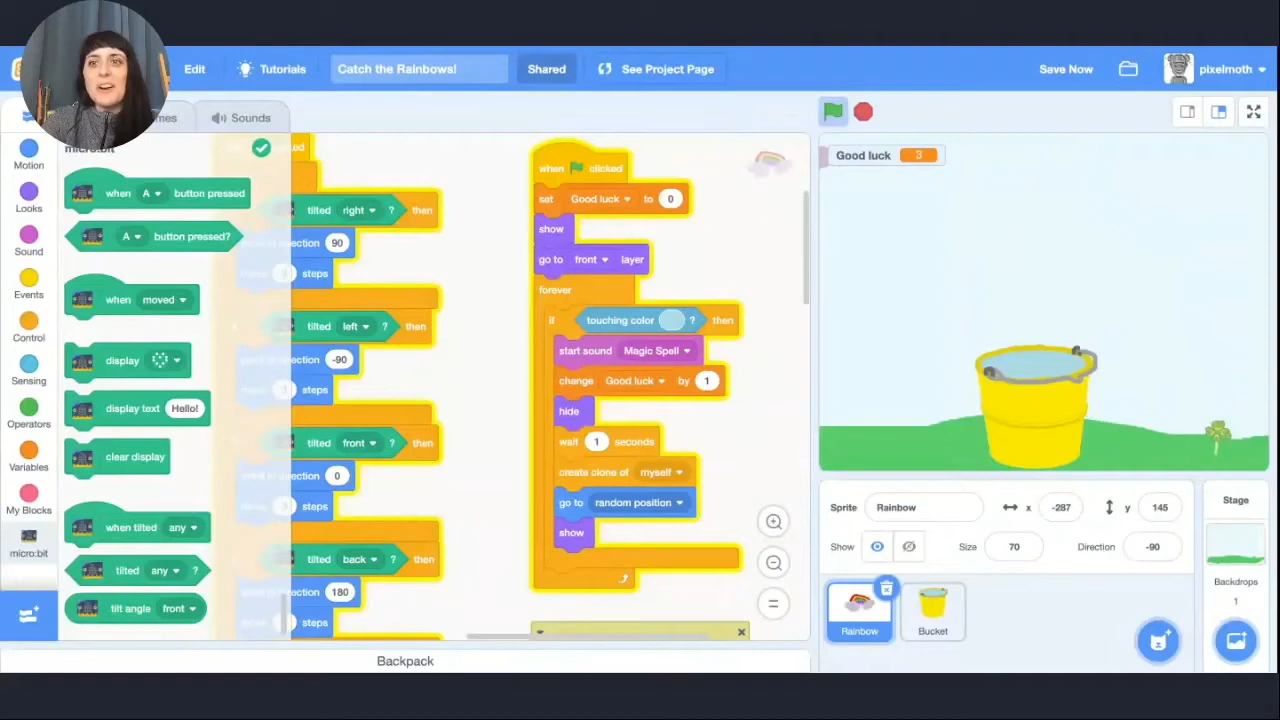 Edit
Tutorials
Catch the Rainbows!
Shared
See Project Page
Save Now
pixelmoth
Sounds
Motion
Looks
Sound
Events
Control
Sensing
Operators
Variables
My Blocks
micro:bit
micro:bit
when A button pressed
A button pressed?
when moved
display
display text Hello!
clear display
when tilted any
tilted any ?
tilt angle front
tilted right ? then
90
steps
tilted left ? then
-90
steps
tilted front ? then
0
steps
tilted back ? then
180
steps
when clicked
set Good luck to 0
show
go to front layer
forever
if touching color ? then
start sound Magic Spell
change Good luck by 1
hide
wait 1 seconds
create clone of myself
go to random position
show
Backpack
Good luck 3
Sprite Rainbow x -287 y 145
Show Size 70 Direction -90
Rainbow
Bucket
Stage
Backdrops
1